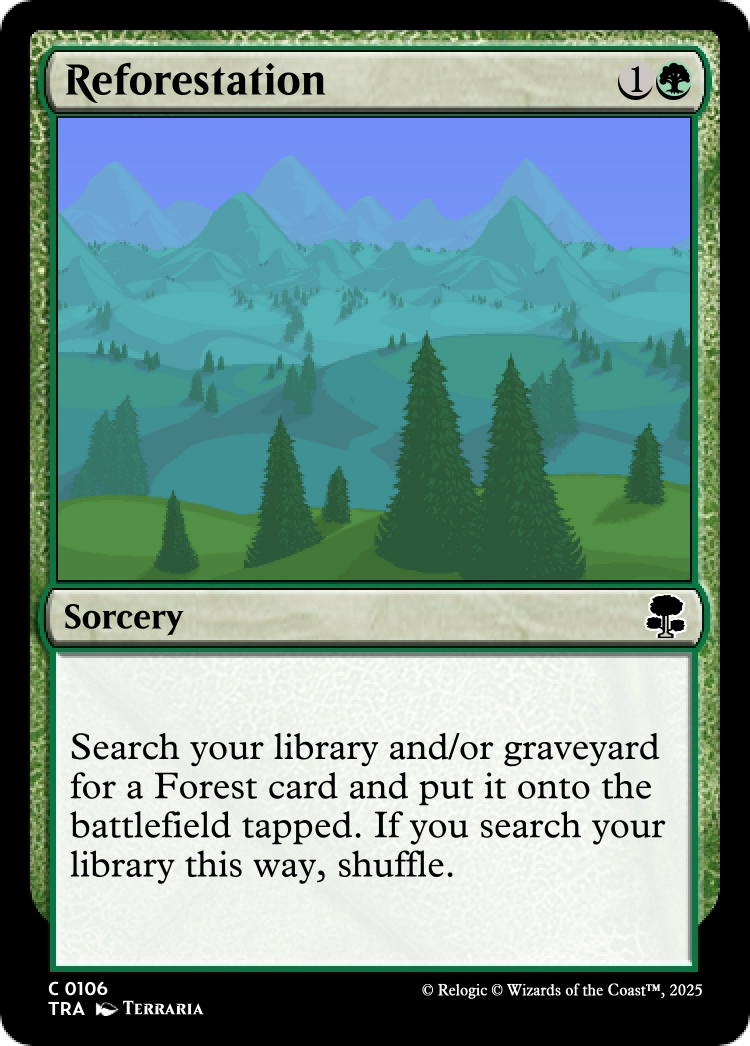 Reforestation 1
Sorcery
Search your library and/or graveyard
for a Forest card and put it onto the
battlefield tapped. If you search your
library this way, shuffle.
C 0106
© Relogic © Wizards of the Coast™, 2025
TRA TERRARIA